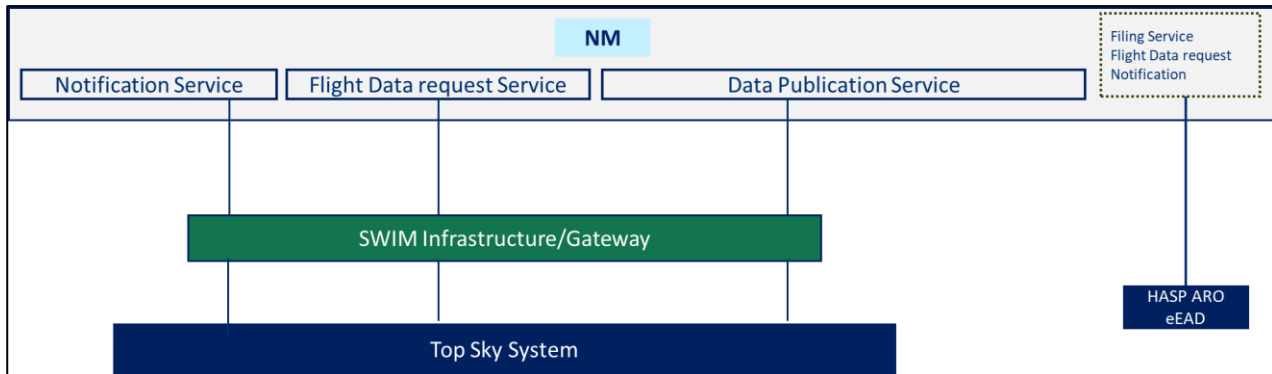 NM
Filing Service
Flight Data request
Notification
Notification Service
Flight Data request Service
Data Publication Service
SWIM Infrastructure/Gateway
HASP ARO
eEAD
Top Sky System